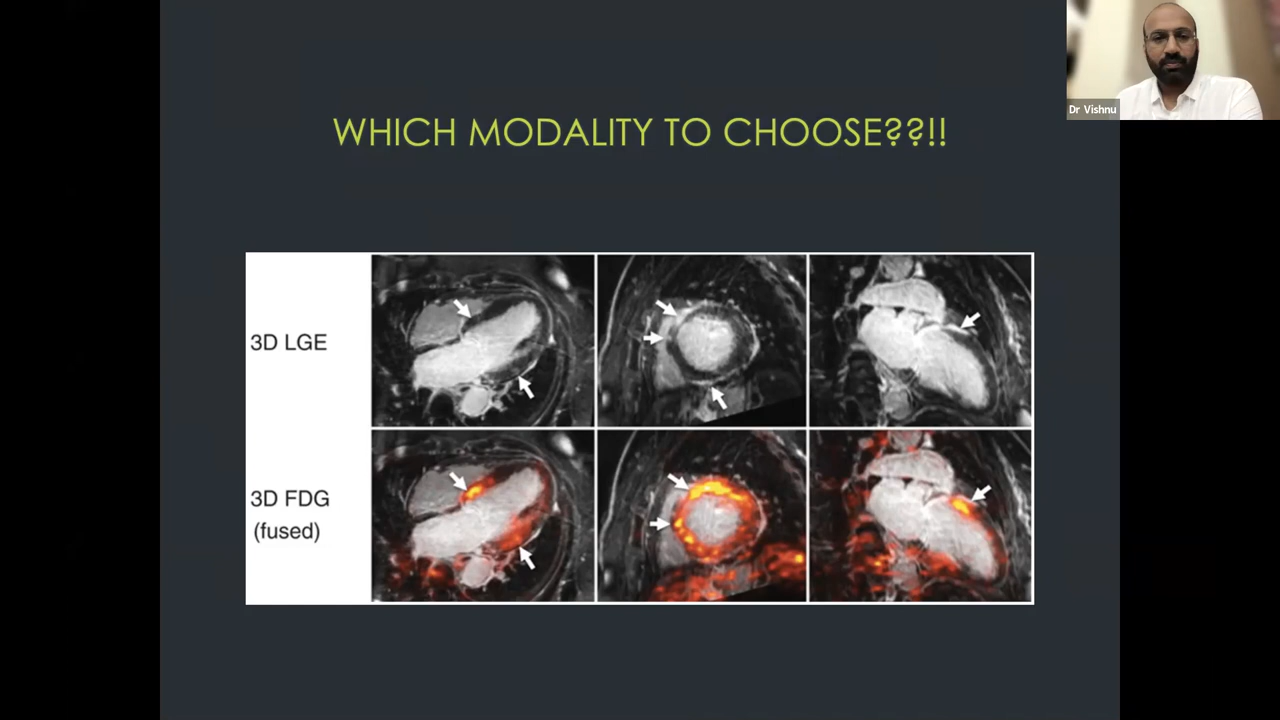 Dr Vishnu
WHICH MODALITY TO CHOOSE??!!
3D LGE
3D FDG
(fused)